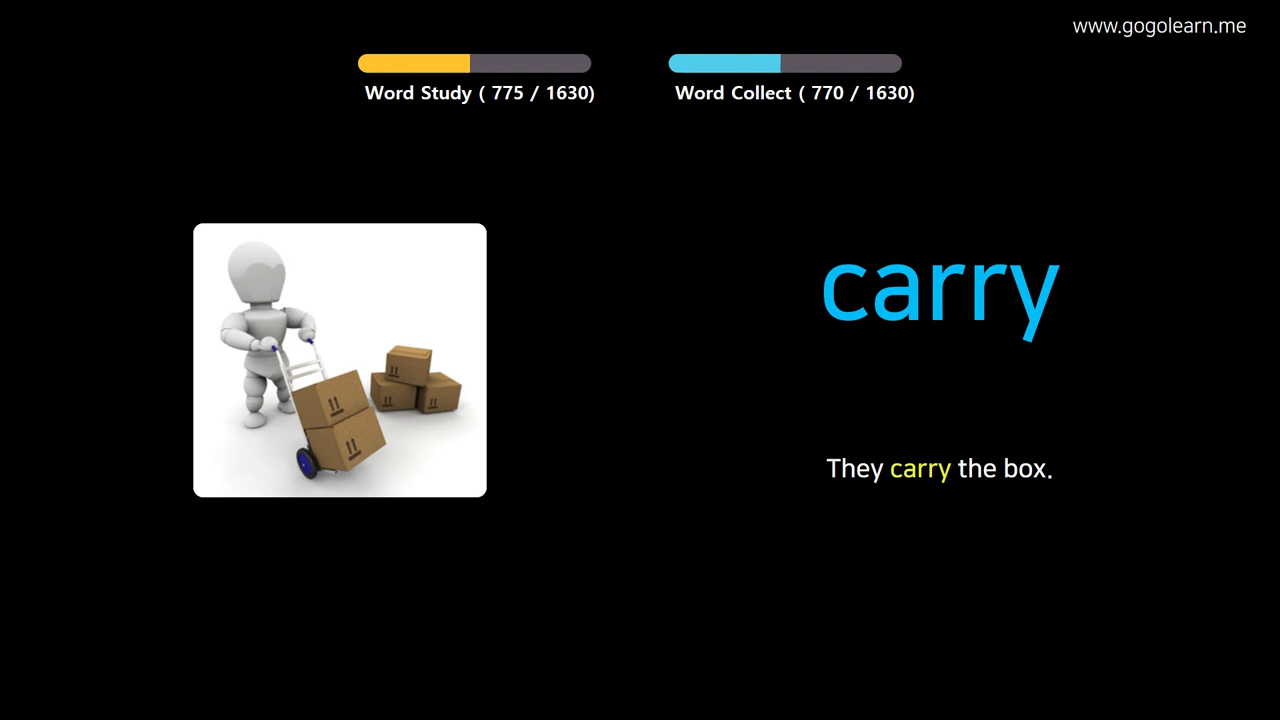 www.gogolearn.me
Word Study ( 775 / 1630)
Word Collect ( 770 / 1630)
carry
They carry the box.